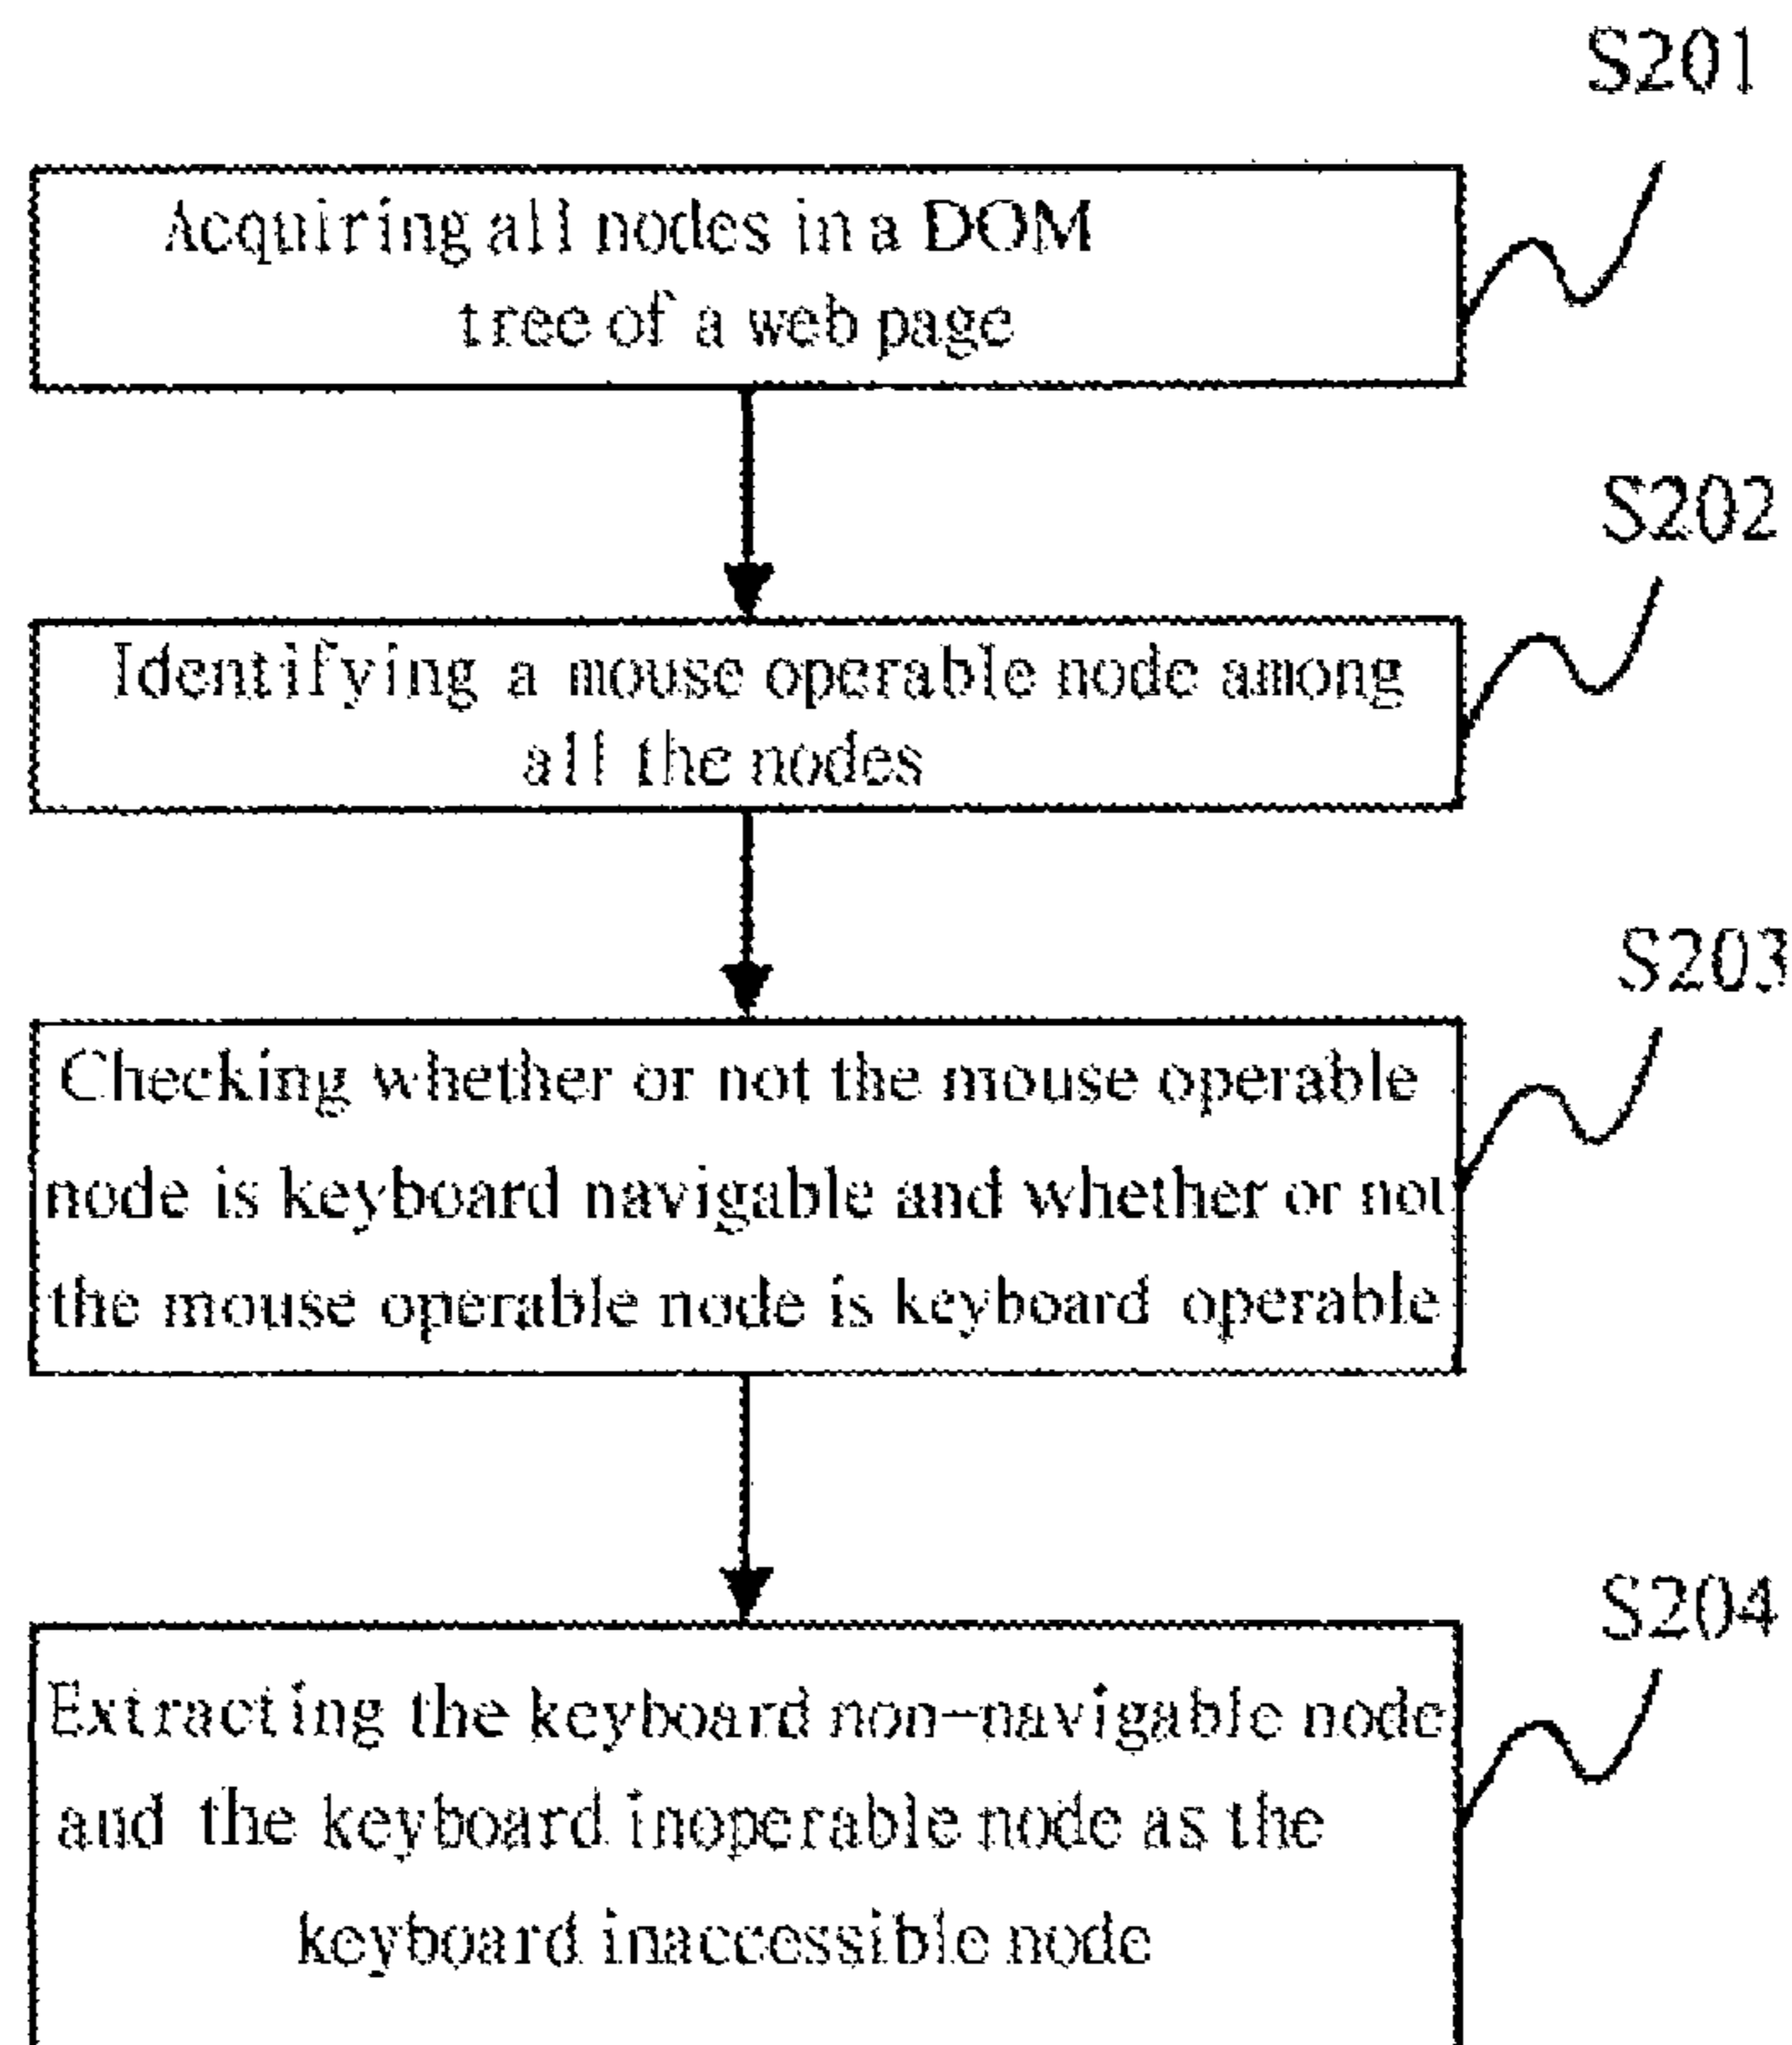 S201
Acquiring all nodes in a DOM
tree of a web page
S202
Identifying a mouse operable node among
all the nodes
S203
Checking whether or not the mouse operable
node is keyboard navigable and whether or not
the mouse operable node is keyboard operable
S204
Extracting the keyboard non-navigable node
and the keyboard inoperable node as the
keyboard inaccessible node